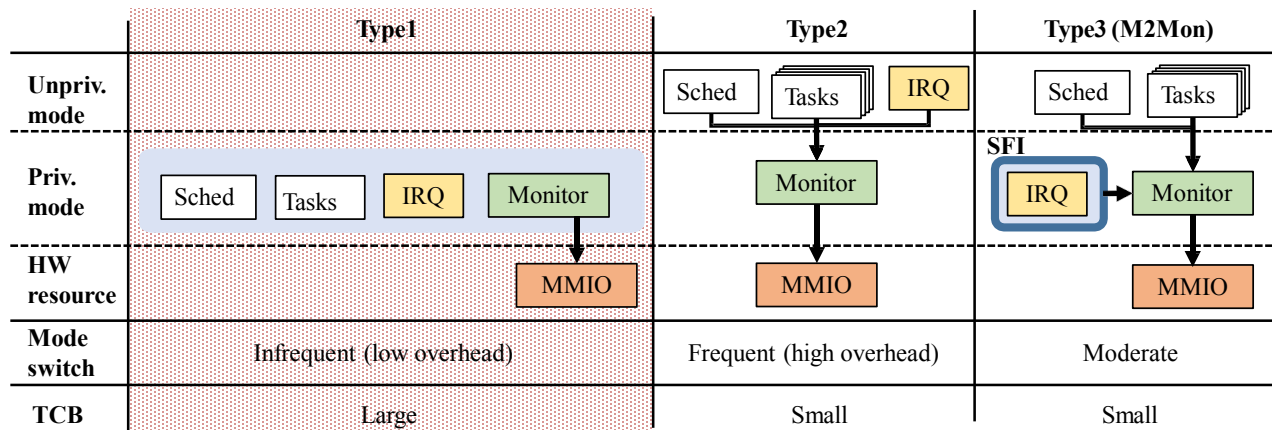 Type1 Type2 Type3 (M2Mon)
Unpriv. mode
Sched Tasks IRQ
Sched Tasks
Priv. mode
Sched Tasks IRQ Monitor
Monitor
SFI
IRQ Monitor
HW resource
MMIO MMIO MMIO
Mode switch
Infrequent (low overhead) Frequent (high overhead) Moderate
TCB Large Small Small